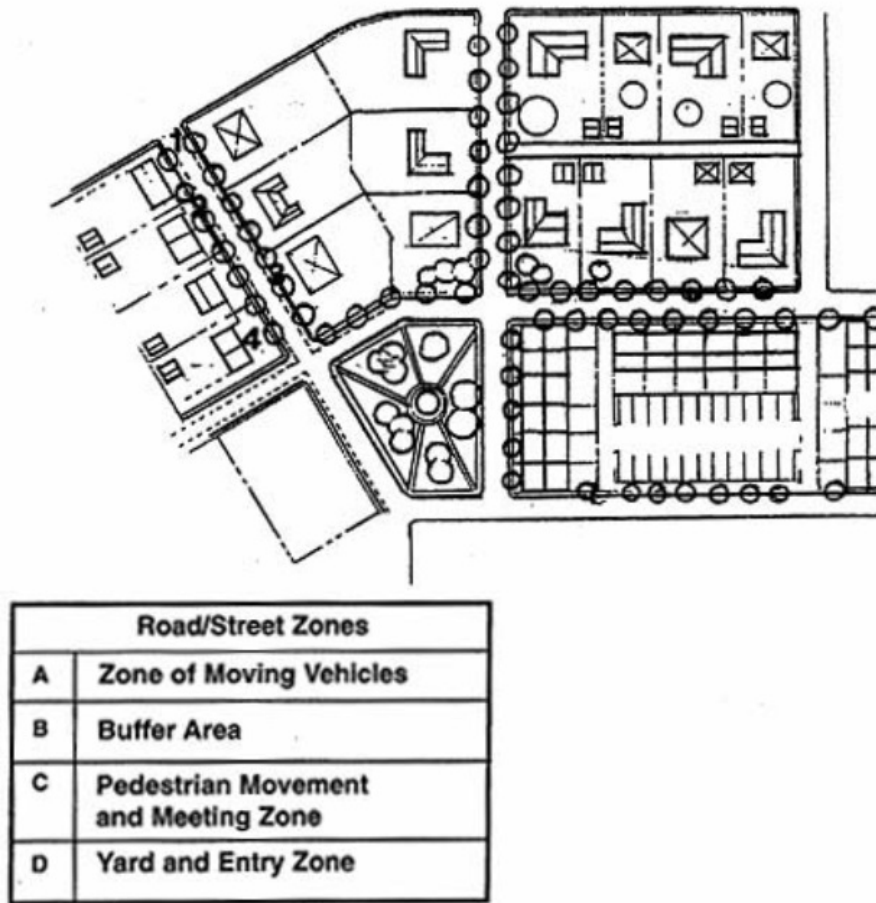 Road/Street Zones
A Zone of Moving Vehicles
B Buffer Area
C Pedestrian Movement
and Meeting Zone
D Yard and Entry Zone